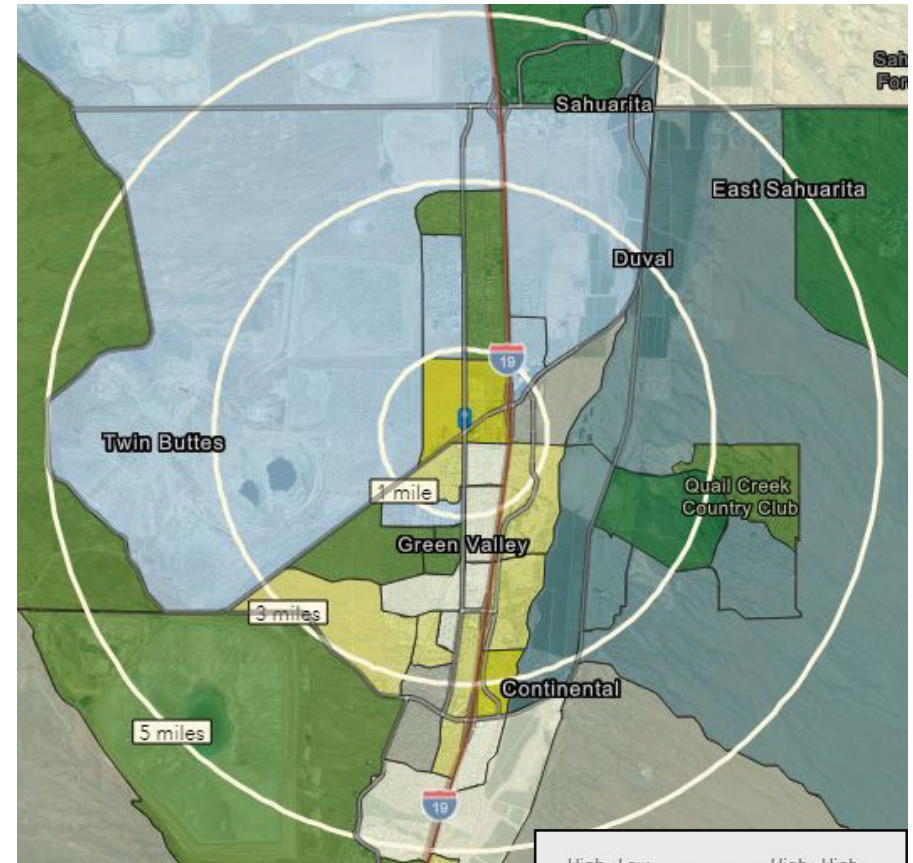 Sahuarita
East Sahuarita
Duval
19
Twin Buttes
Quail Creek
Country Club
1 mile
Green Valley
3 miles
Continental
5 miles
19